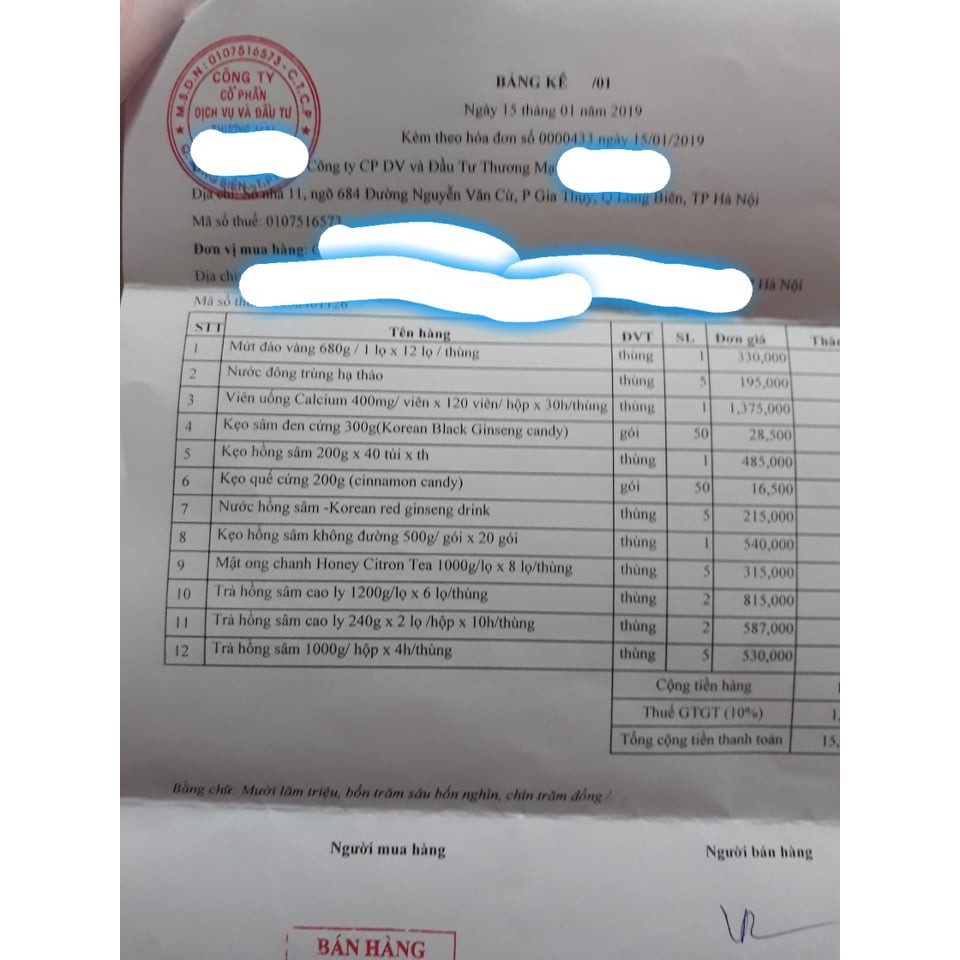 M.S.D.N: 0107516573 - C.T.C.P
CÔNG TY
CỔ PHẦN
DỊCH VỤ VÀ ĐẦU TƯ
BẢNG KÊ /01
Ngày 15 tháng 01 năm 2019
Kèm theo hóa đơn số 0000433 ngày 15/01/2019
Công ty CP DV và Đầu Tư Thương Mạ
Địa chỉ: Số nhà 11, ngõ 684 Đường Nguyễn Văn Cừ, P Gia Thụy, Q Long Biên, TP Hà Nội
Mã số thuế: 0107516573
Đơn vị mua hàng:
Địa chỉ Hà Nội
Mã số
STT Tên hàng ĐVT SL Đơn giá Thàn
1 Mứt đào vàng 680g / 1 lọ x 12 lọ / thùng thùng 1 330,000
2 Nước đông trùng hạ thảo thùng 5 195,000
3 Viên uống Calcium 400mg/ viên x 120 viên/ hộp x 30h/thùng thùng 1 1,375,000
4 Kẹo sâm đen cứng 300g(Korean Black Ginseng candy) gói 50 28,500
5 Kẹo hồng sâm 200g x 40 túi x th thùng 1 485,000
6 Kẹo quế cứng 200g (cinnamon candy) gói 50 16,500
7 Nước hồng sâm -Korean red ginseng drink thùng 5 215,000
8 Kẹo hồng sâm không đường 500g/ gói x 20 gói thùng 1 540,000
9 Mật ong chanh Honey Citron Tea 1000g/lọ x 8 lọ/thùng thùng 5 315,000
10 Trà hồng sâm cao ly 1200g/lọ x 6 lọ/thùng thùng 2 815,000
11 Trà hồng sâm cao ly 240g x 2 lọ /hộp x 10h/thùng thùng 2 587,000
12 Trà hồng sâm 1000g/ hộp x 4h/thùng thùng 5 530,000
Cộng tiền hàng
Thuế GTGT (10%) 1,
Tổng cộng tiền thanh toán 15,
Bằng chữ: Mười lăm triệu, bốn trăm sáu bốn nghìn, chín trăm đồng /.
Người mua hàng Người bán hàng
BÁN HÀNG